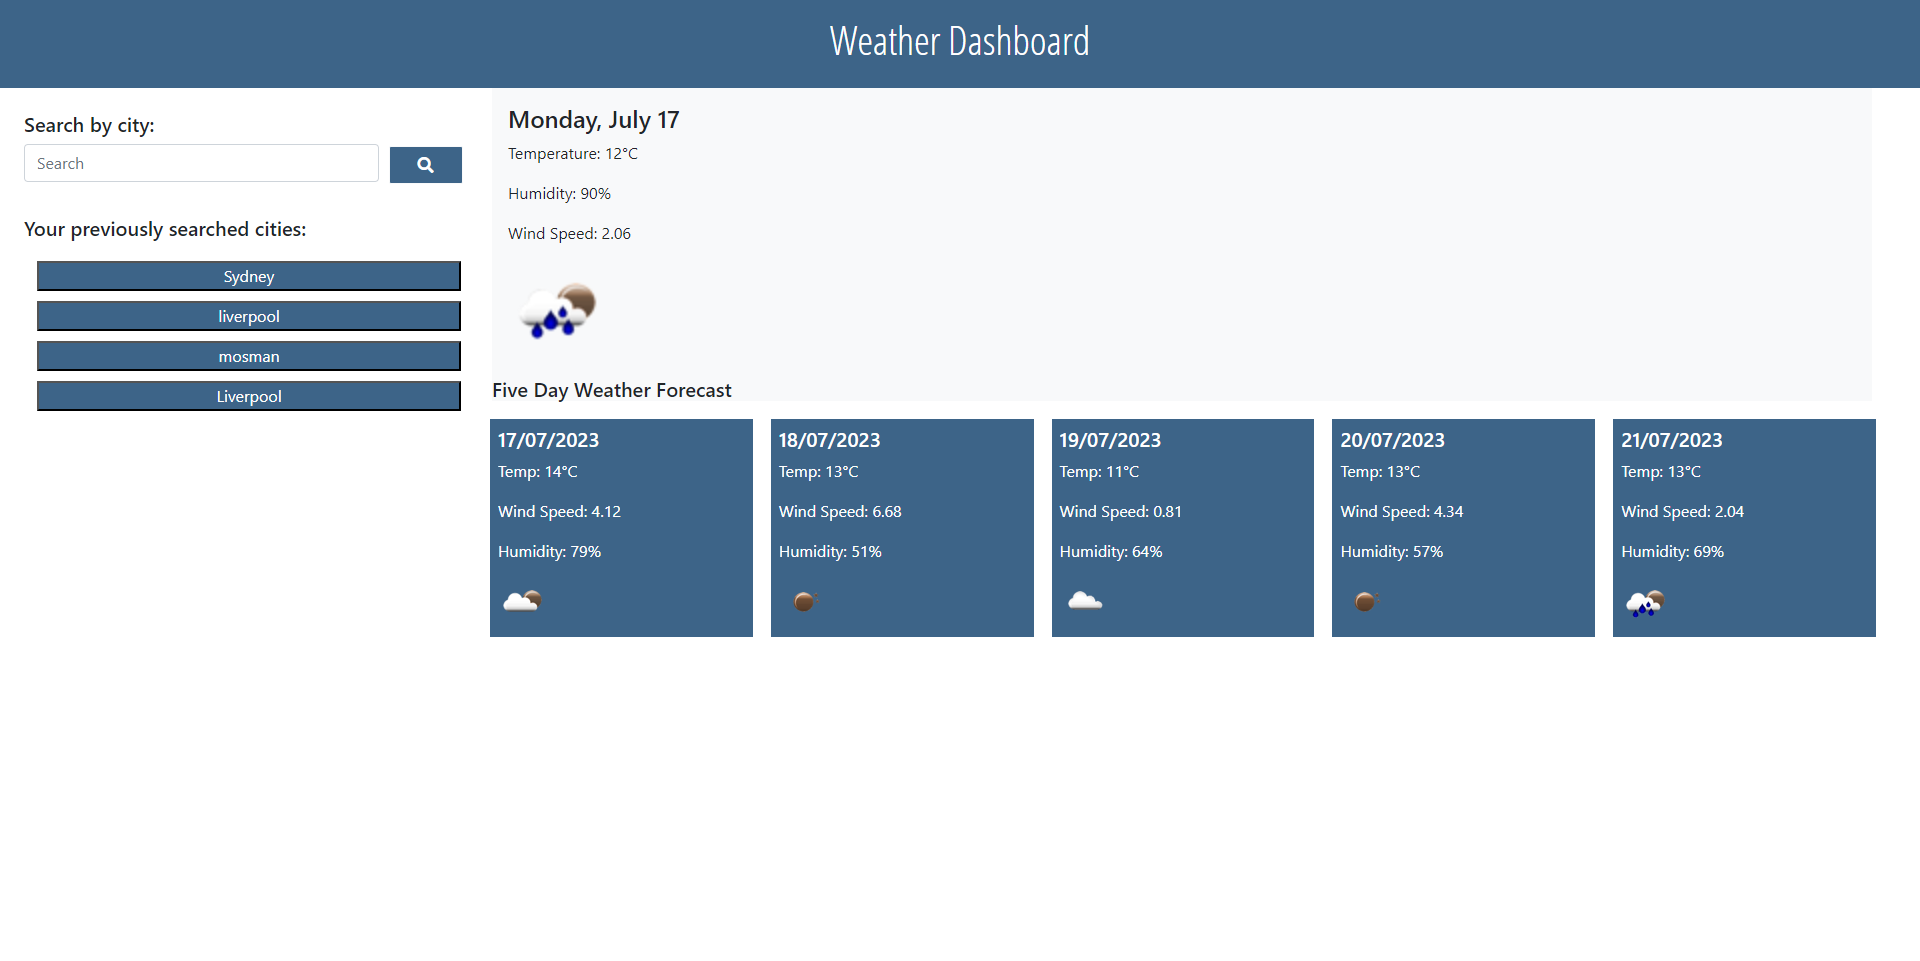 Weather Dashboard
Search by city:
Search
Your previously searched cities:
Sydney
liverpool
mosman
Liverpool
Monday, July 17
Temperature: 12°C
Humidity: 90%
Wind Speed: 2.06
Five Day Weather Forecast
17/07/2023
Temp: 14°C
Wind Speed: 4.12
Humidity: 79%
18/07/2023
Temp: 13°C
Wind Speed: 6.68
Humidity: 51%
19/07/2023
Temp: 11°C
Wind Speed: 0.81
Humidity: 64%
20/07/2023
Temp: 13°C
Wind Speed: 4.34
Humidity: 57%
21/07/2023
Temp: 13°C
Wind Speed: 2.04
Humidity: 69%